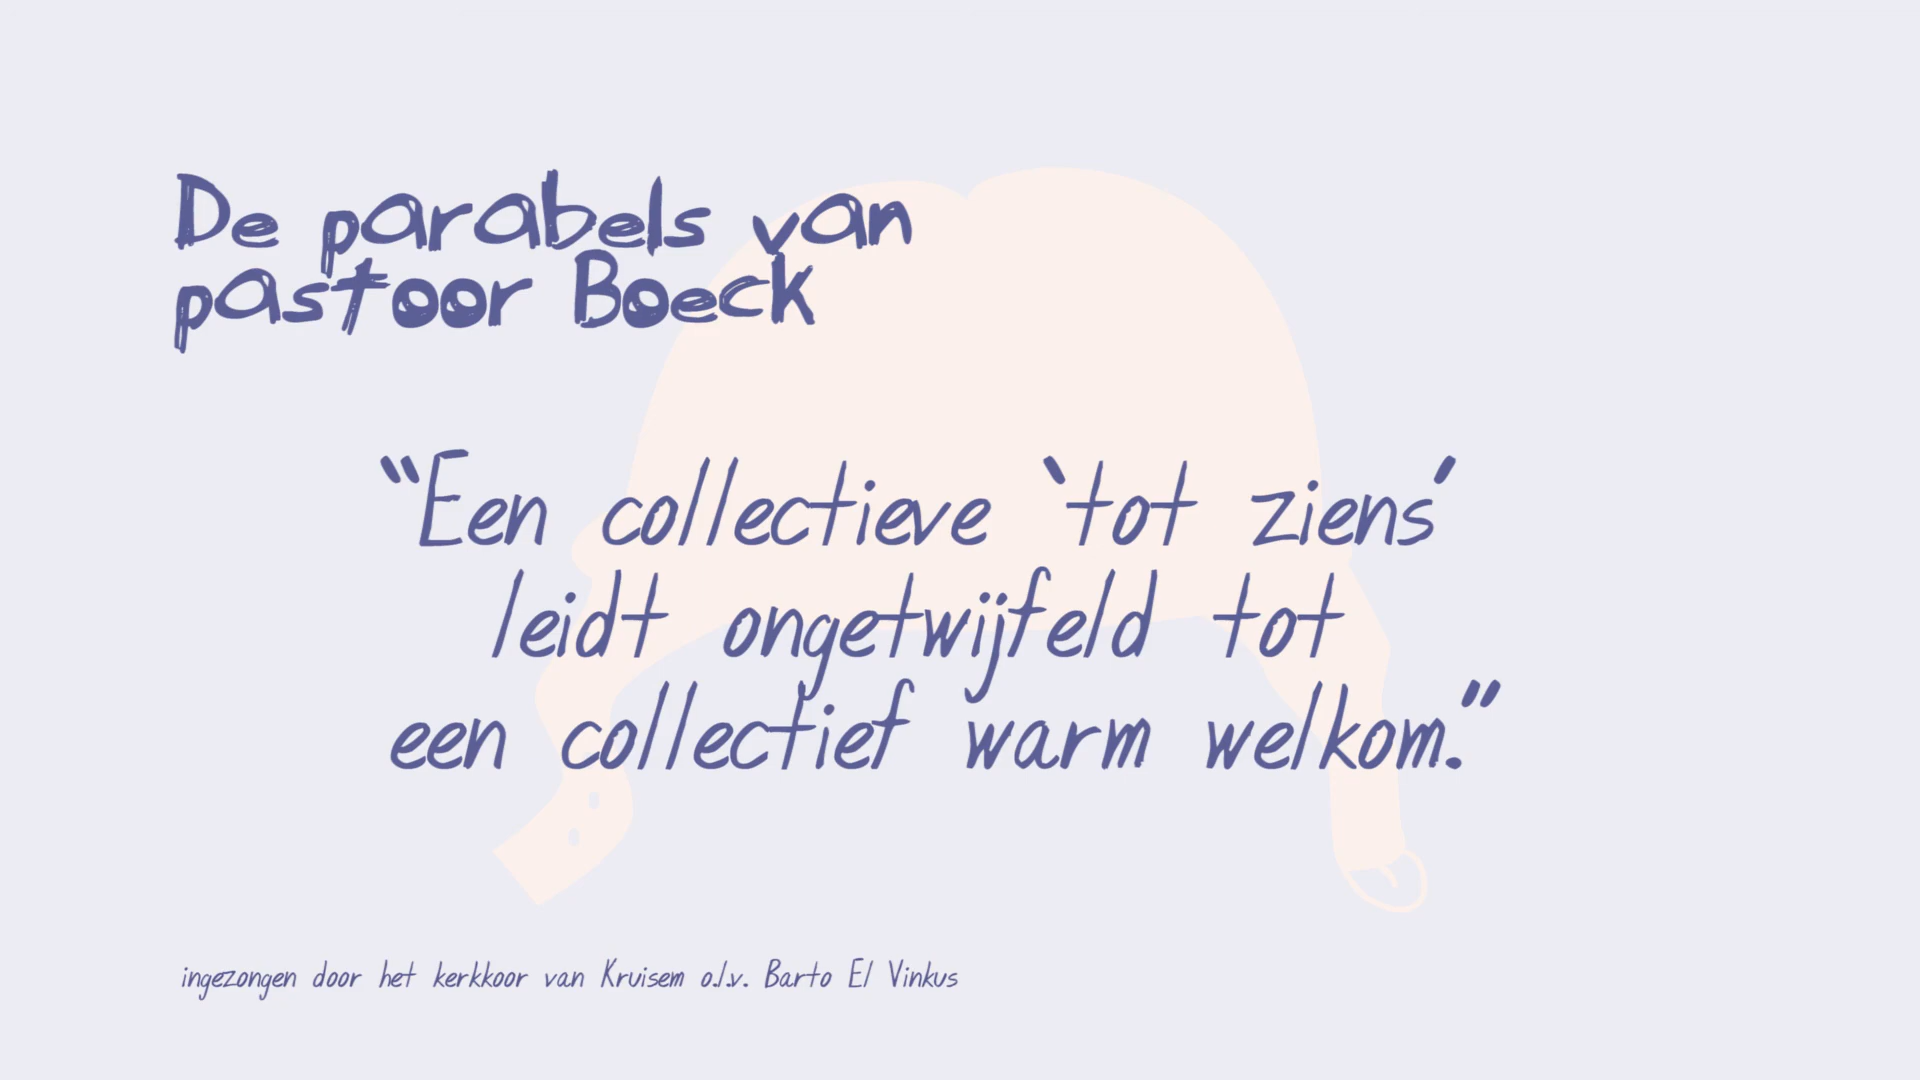 De parabels van
pastoor Boeck
“Een collectieve ‘tot ziens’
leidt ongetwijfeld tot
een collectief warm welkom.”
ingezongen door het kerkkoor van Kruisem o.l.v. Barto El Vinkus